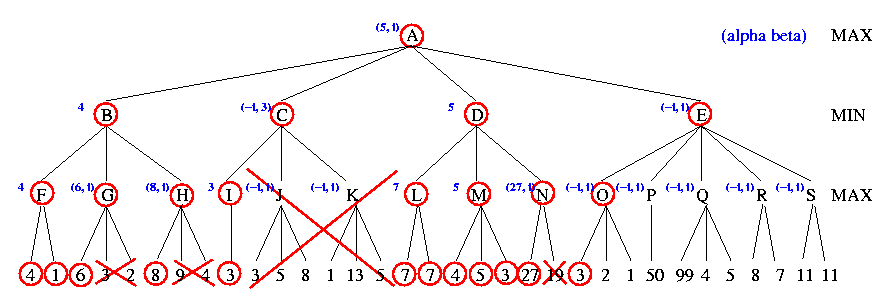 (5, 1) A (alpha beta) MAX
4 B (−1, 3) C 5 D (−1, 1) E MIN
4 F (6, 1) G (8, 1) H 3 I (−1, 1) J (−1, 1) K 7 L 5 M (27, 1) N (−1, 1) O (−1, 1) P (−1, 1) Q (−1, 1) R (−1, 1) S MAX
4 1 6 3 2 8 9 4 3 3 5 8 1 13 5 7 7 4 5 3 27 19 3 2 1 50 99 4 5 8 7 11 11